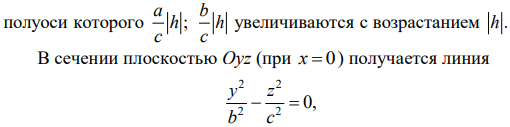 полуоси которого a/c |h|; b/c |h| увеличиваются с возрастанием |h|.
В сечении плоскостью Oyz (при x = 0) получается линия
y²/b² − z²/c² = 0,